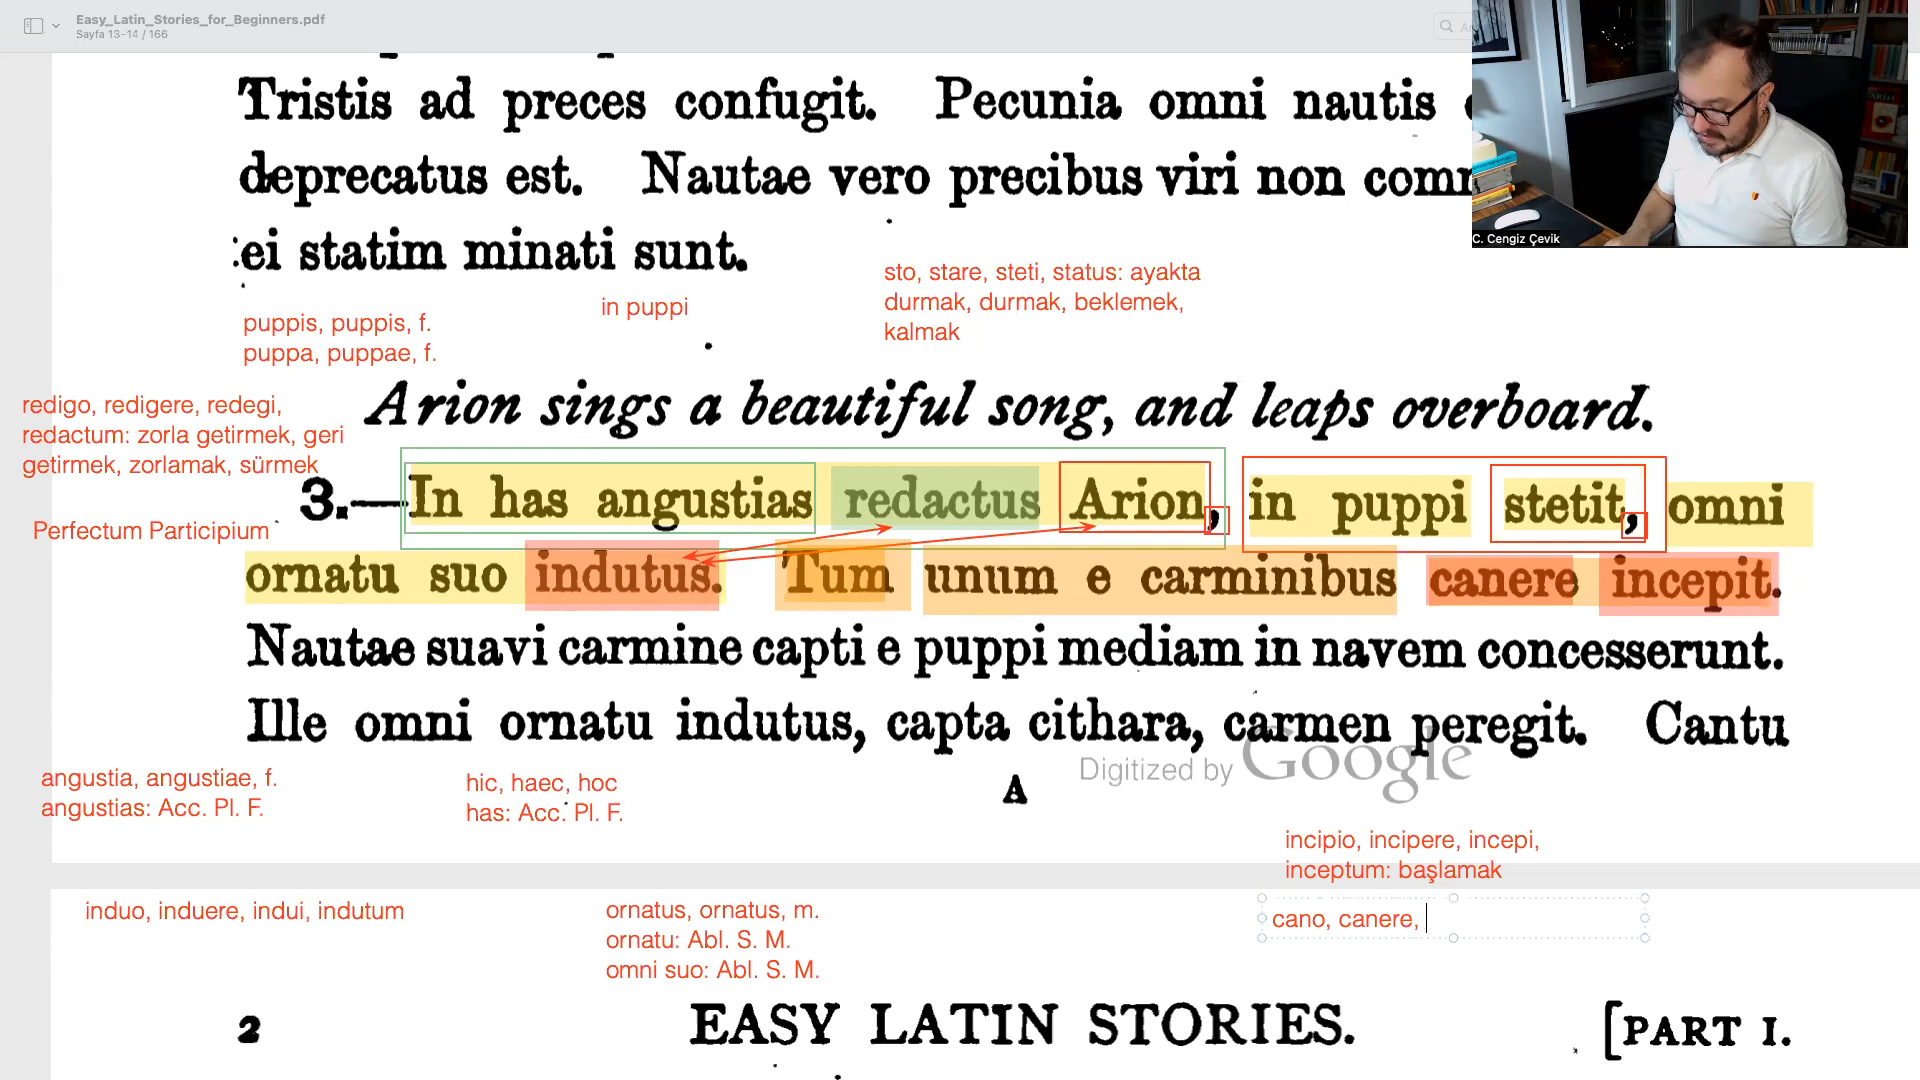 Easy_Latin_Stories_for_Beginners.pdf
Sayfa 13-14 / 166
Tristis ad preces confugit. Pecunia omni nautis
deprecatus est. Nautae vero precibus viri non
ei statim minati sunt.
sto, stare, steti, status: ayakta
durmak, durmak, beklemek,
kalmak
in puppi
puppis, puppis, f.
puppa, puppae, f.
C. Cengiz Çevik
redigo, redigere, redegi,
redactum: zorla getirmek, geri
getirmek, zorlamak, sürmek
Perfectum Participium
Arion sings a beautiful song, and leaps overboard.
3.—In has angustias redactus Arion, in puppi stetit, omni
ornatu suo indutus. Tum unum e carminibus canere incepit.
Nautae suavi carmine capti e puppi mediam in navem concesserunt.
Ille omni ornatu indutus, capta cithara, carmen peregit. Cantu
Digitized by Google
A
angustia, angustiae, f.
angustias: Acc. Pl. F.
hic, haec, hoc
has: Acc. Pl. F.
incipio, incipere, incepi,
inceptum: başlamak
cano, canere,
induo, induere, indui, indutum
ornatus, ornatus, m.
ornatu: Abl. S. M.
omni suo: Abl. S. M.
2 EASY LATIN STORIES. [PART I.